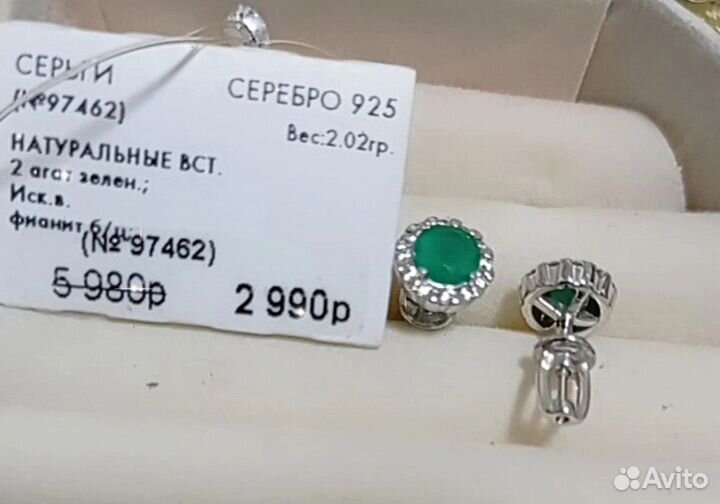 СЕРЬГИ
(№97462)
СЕРЕБРО 925
Вес:2.02гр.
НАТУРАЛЬНЫЕ ВСТ.
2 агат зелен.;
Иск.в.
фианит б/ц
(№ 97462)
5 980р
2 990р
Avito